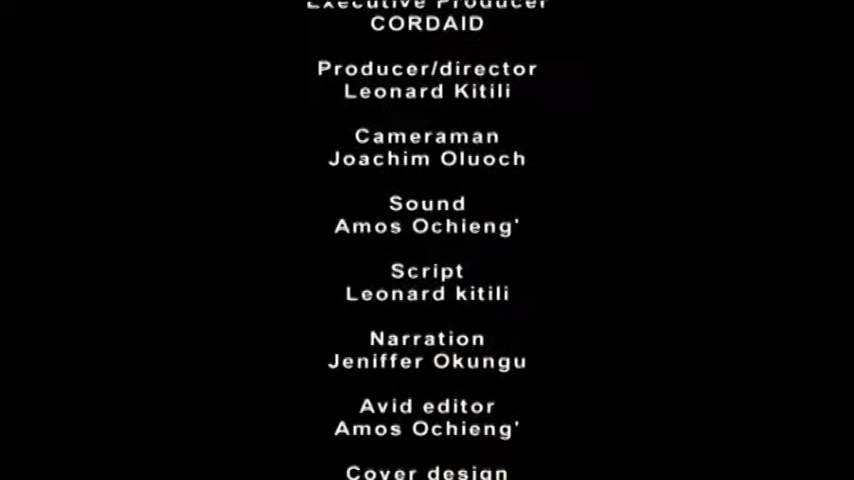 Executive Producer
CORDAID
Producer/director
Leonard Kitili
Cameraman
Joachim Oluoch
Sound
Amos Ochieng'
Script
Leonard kitili
Narration
Jeniffer Okungu
Avid editor
Amos Ochieng'
Cover design